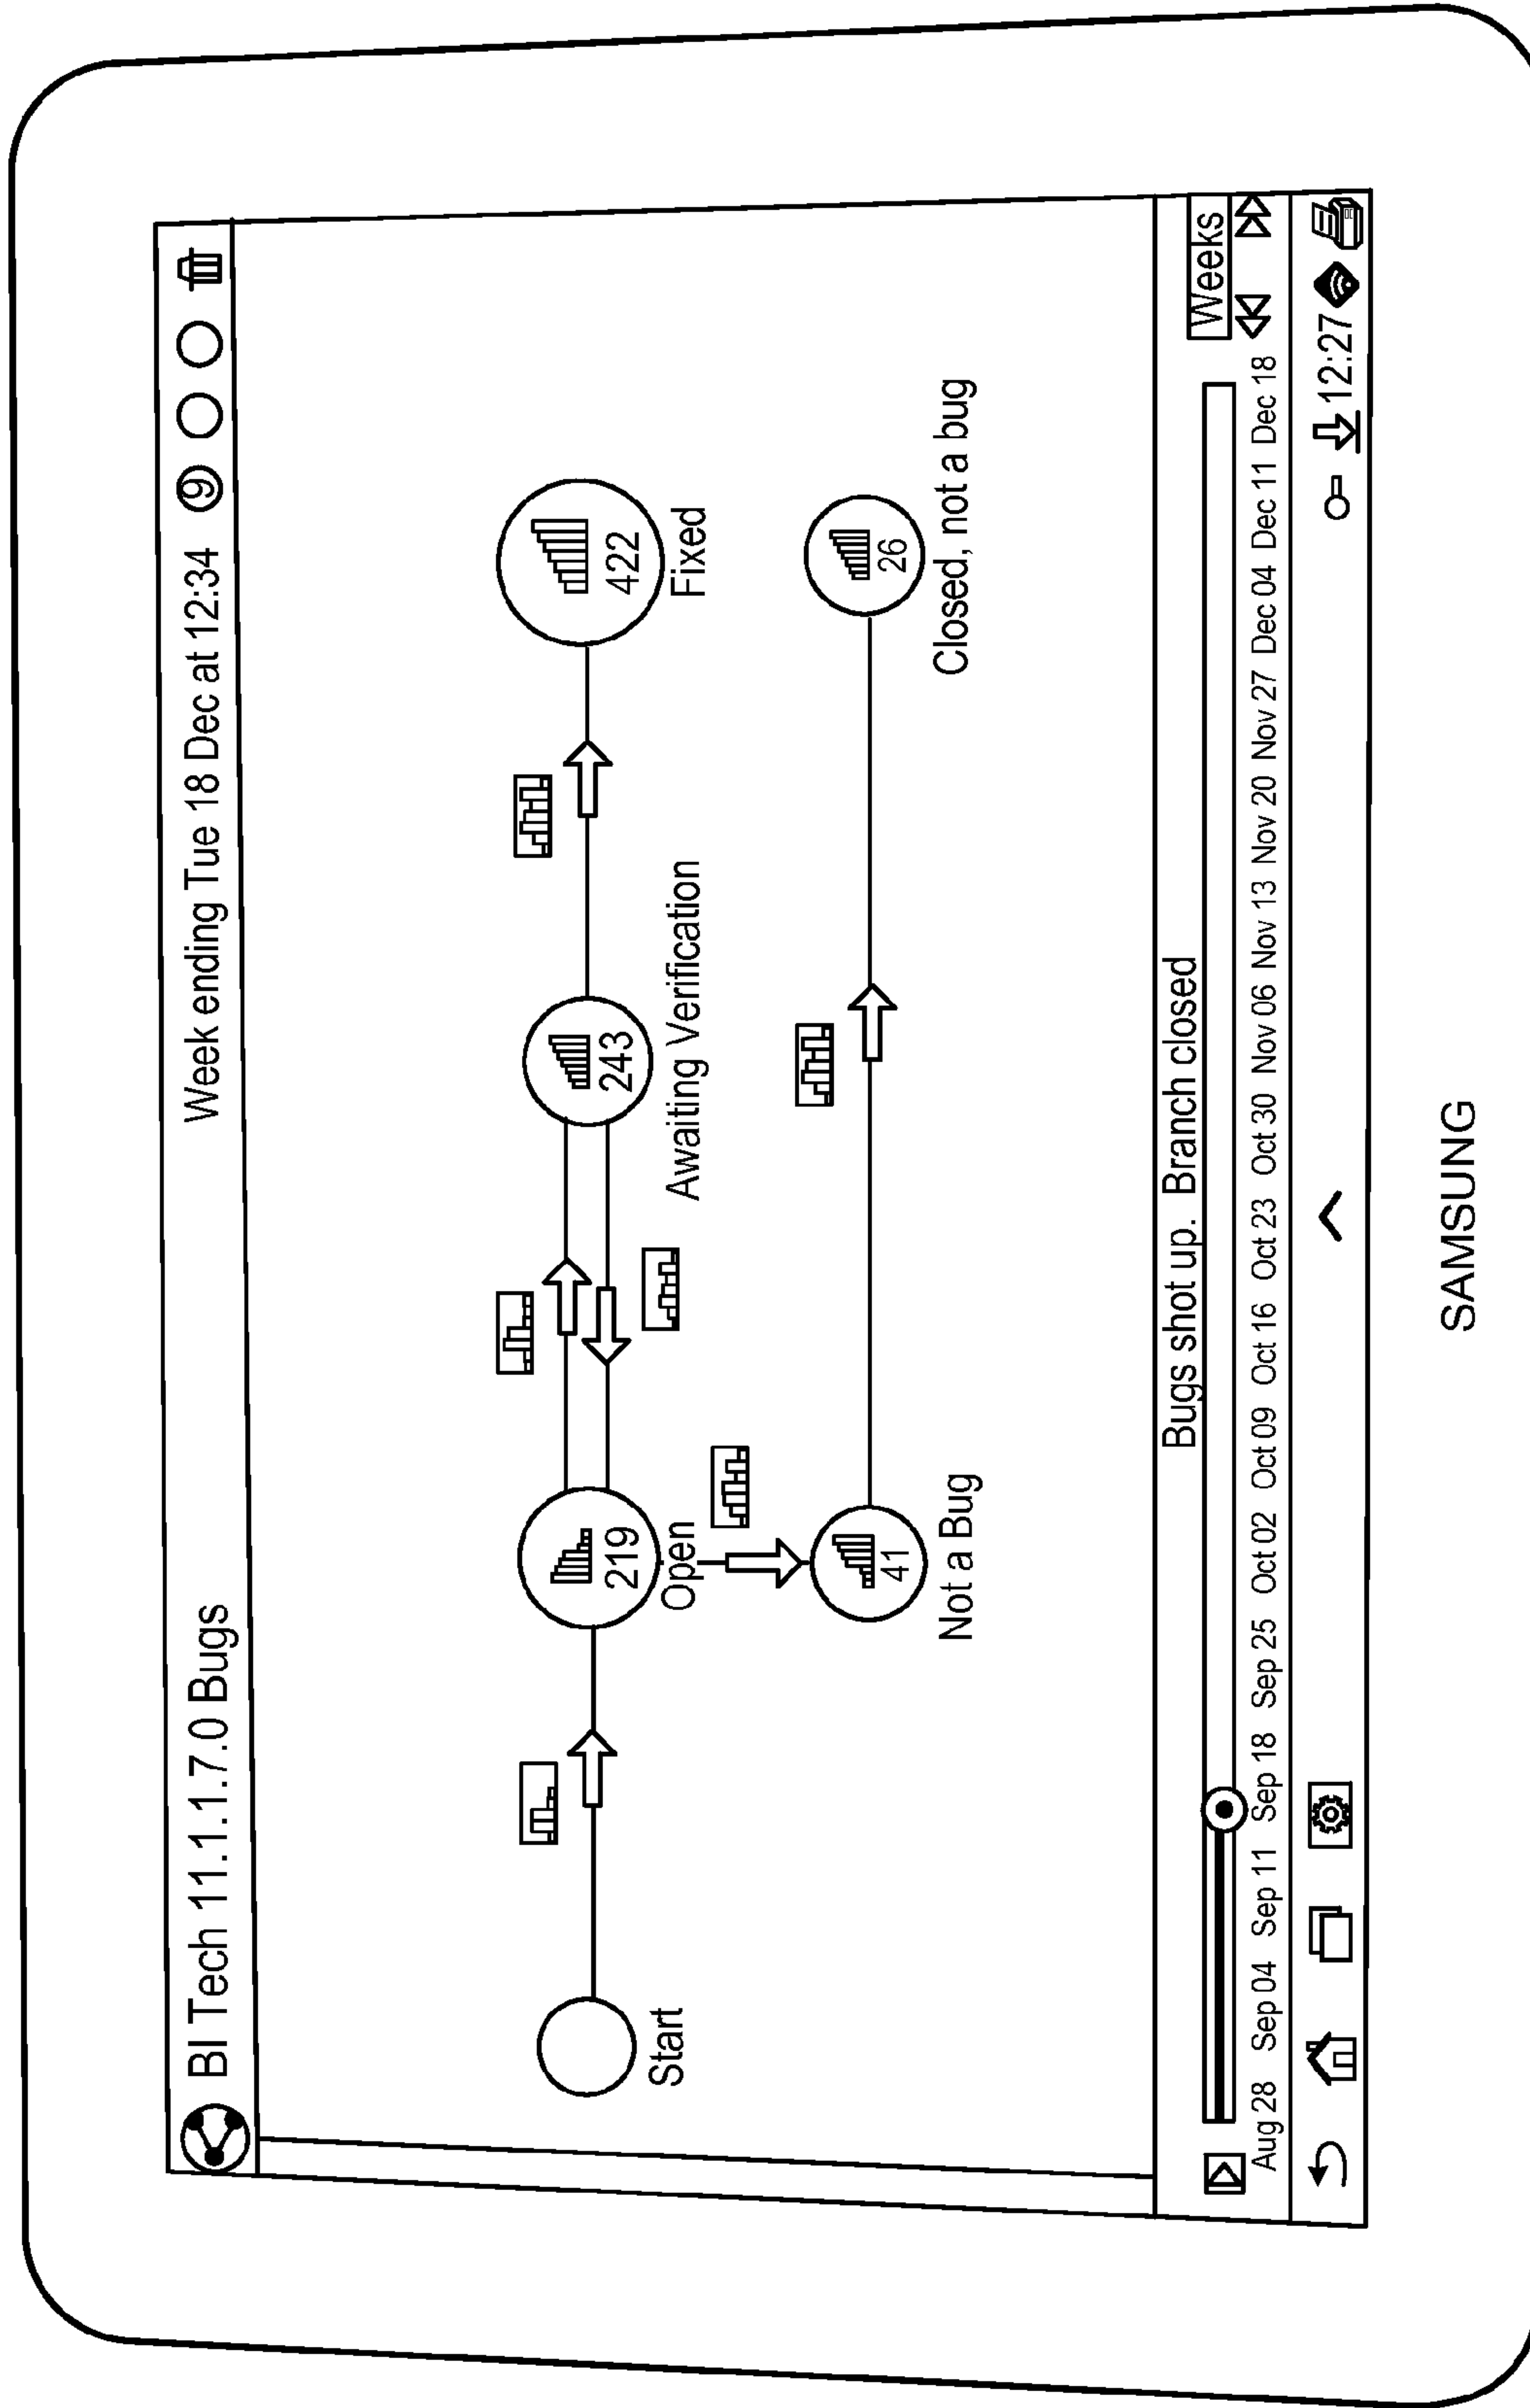 BI Tech 11.1.1.7.0 Bugs
Week ending Tue 18 Dec at 12:34
9
Start
219
Open
243
Awaiting Verification
422
Fixed
41
Not a Bug
26
Closed, not a bug
Bugs shot up. Branch closed
Weeks
Aug 28 Sep 04 Sep 11 Sep 18 Sep 25 Oct 02 Oct 09 Oct 16 Oct 23 Oct 30 Nov 06 Nov 13 Nov 20 Nov 27 Dec 04 Dec 11 Dec 18
12:27
SAMSUNG